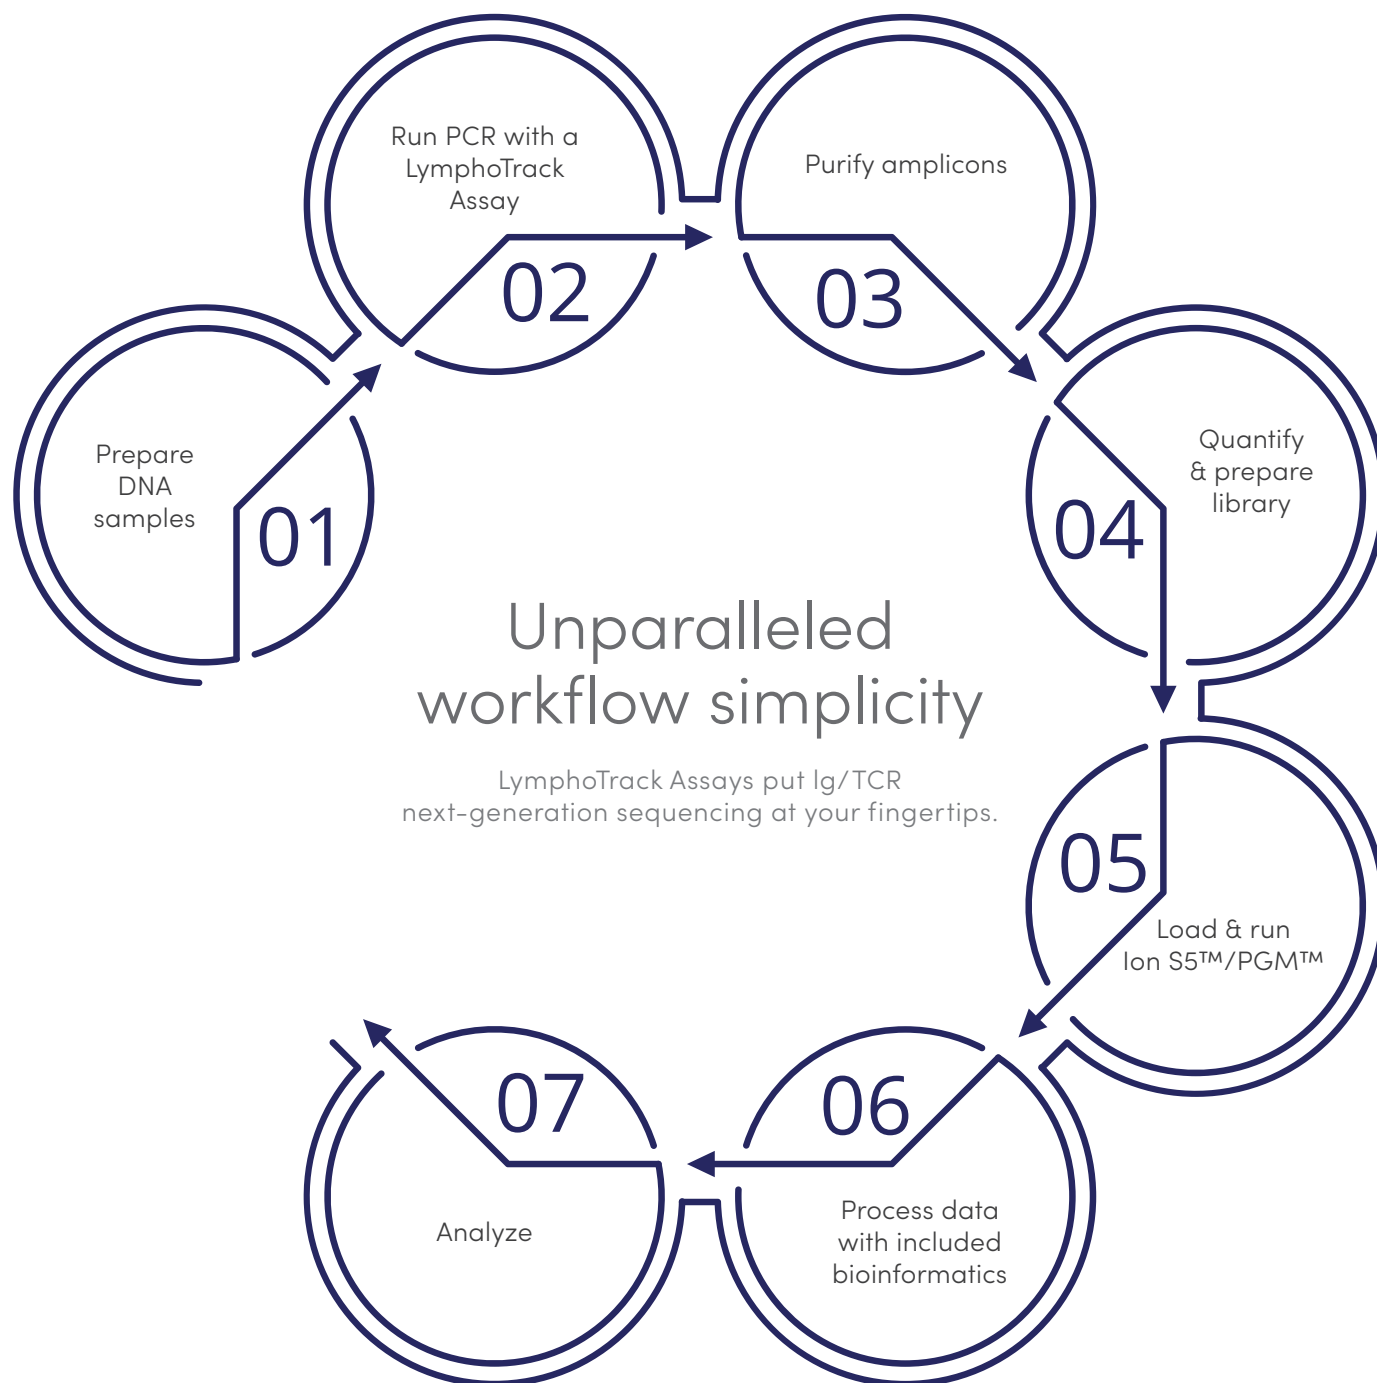 Prepare
DNA
samples
01
Run PCR with a
LymphoTrack
Assay
02
Purify amplicons
03
Quantify
& prepare
library
04
Load & run
Ion S5™/PGM™
05
Process data
with included
bioinformatics
06
Analyze
07
Unparalleled
workflow simplicity
LymphoTrack Assays put Ig/TCR
next-generation sequencing at your fingertips.